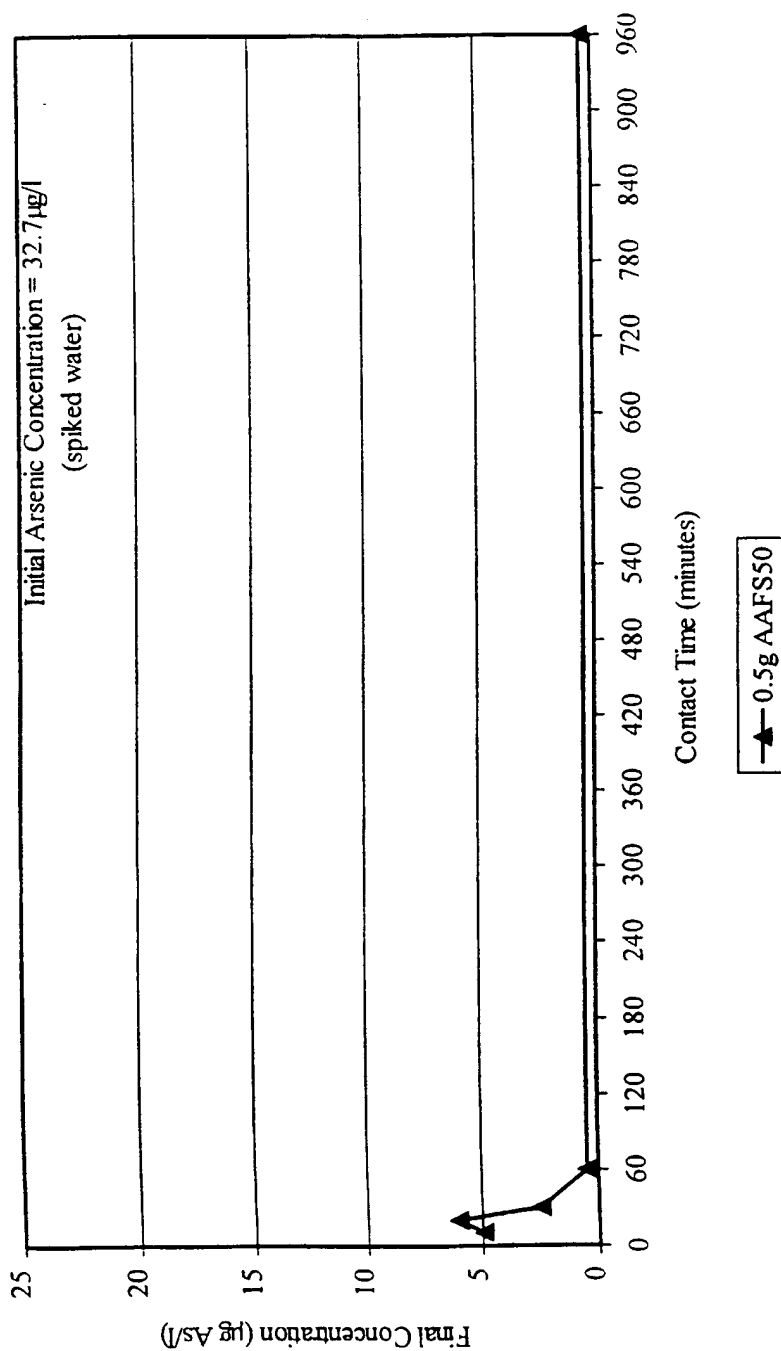 Initial Arsenic Concentration = 32.7µg/l
(spiked water)
Final Concentration (µg As/l)
25
20
15
10
5
0
0 60 120 180 240 300 360 420 480 540 600 660 720 780 840 900 960
Contact Time (minutes)
0.5g AAFS50